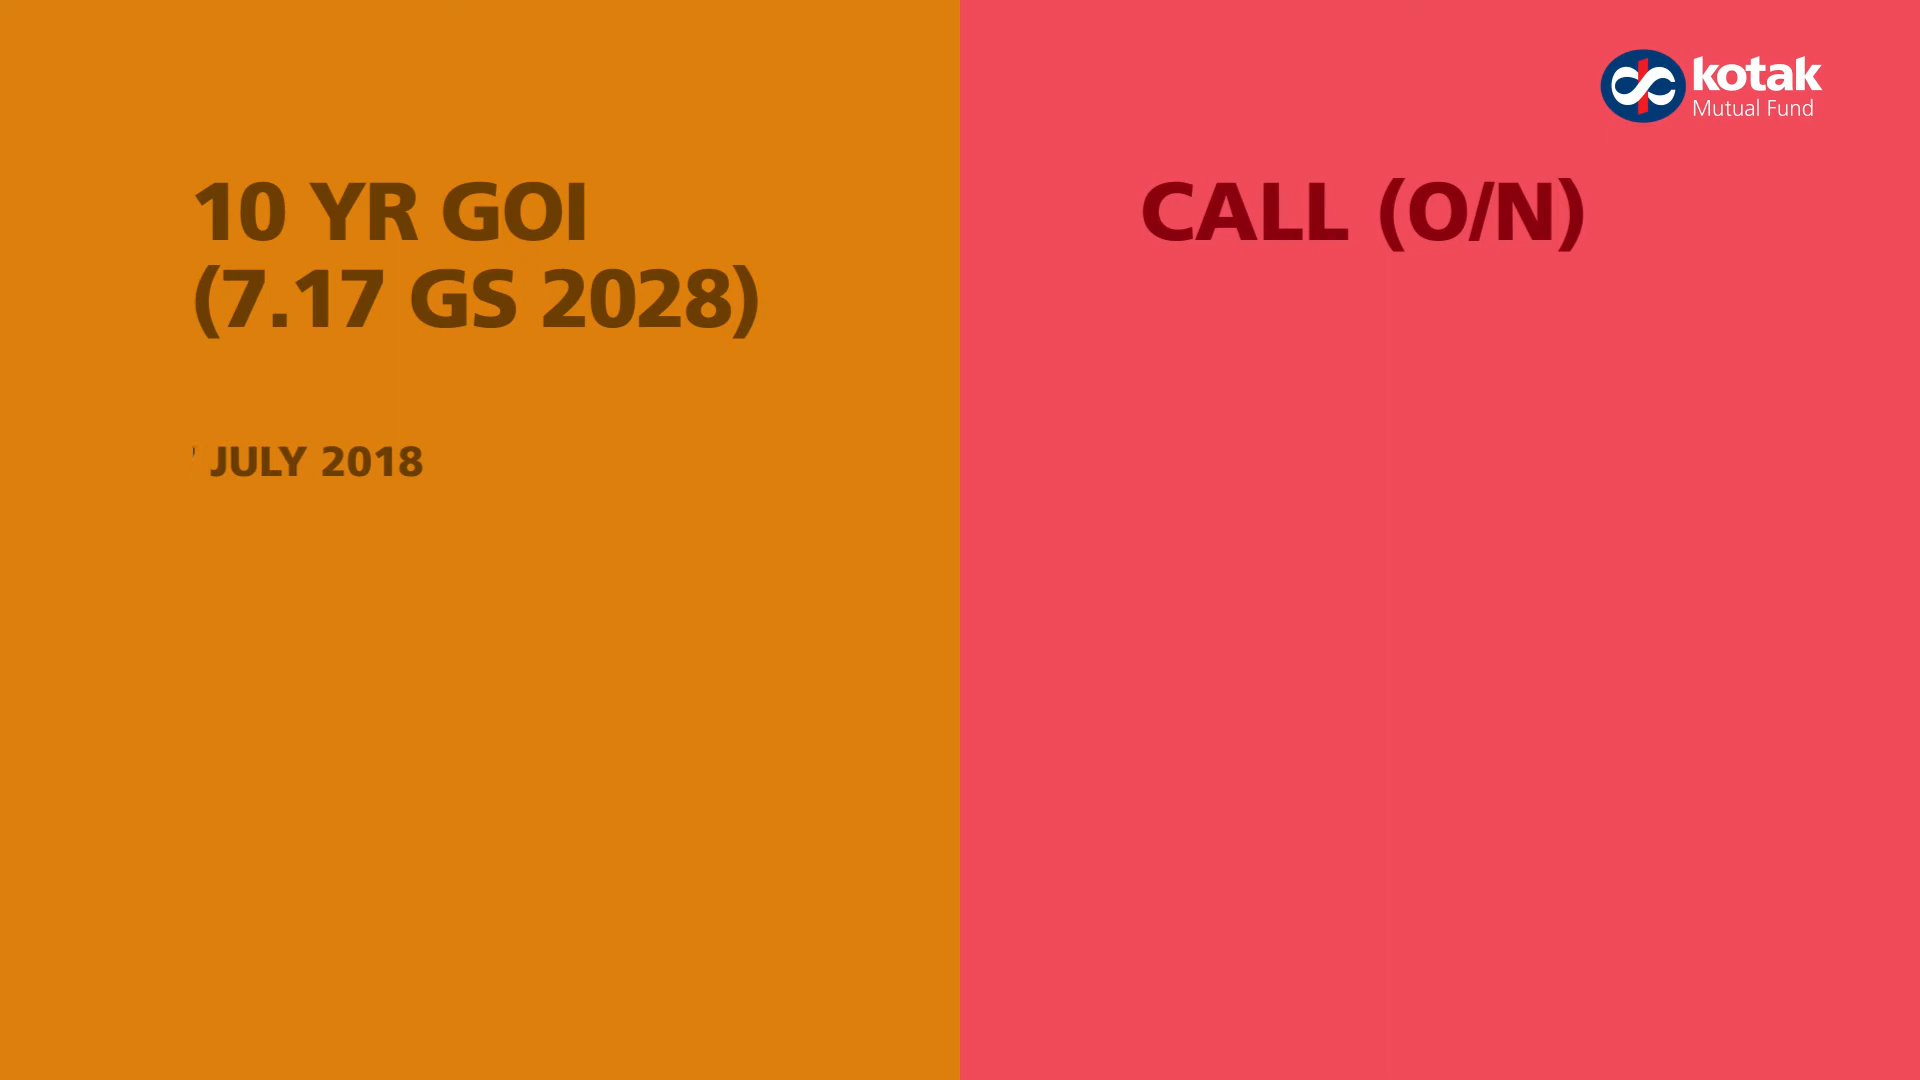 10 YR GOI
(7.17 GS 2028)
JULY 2018
CALL (O/N)
kotak
Mutual Fund